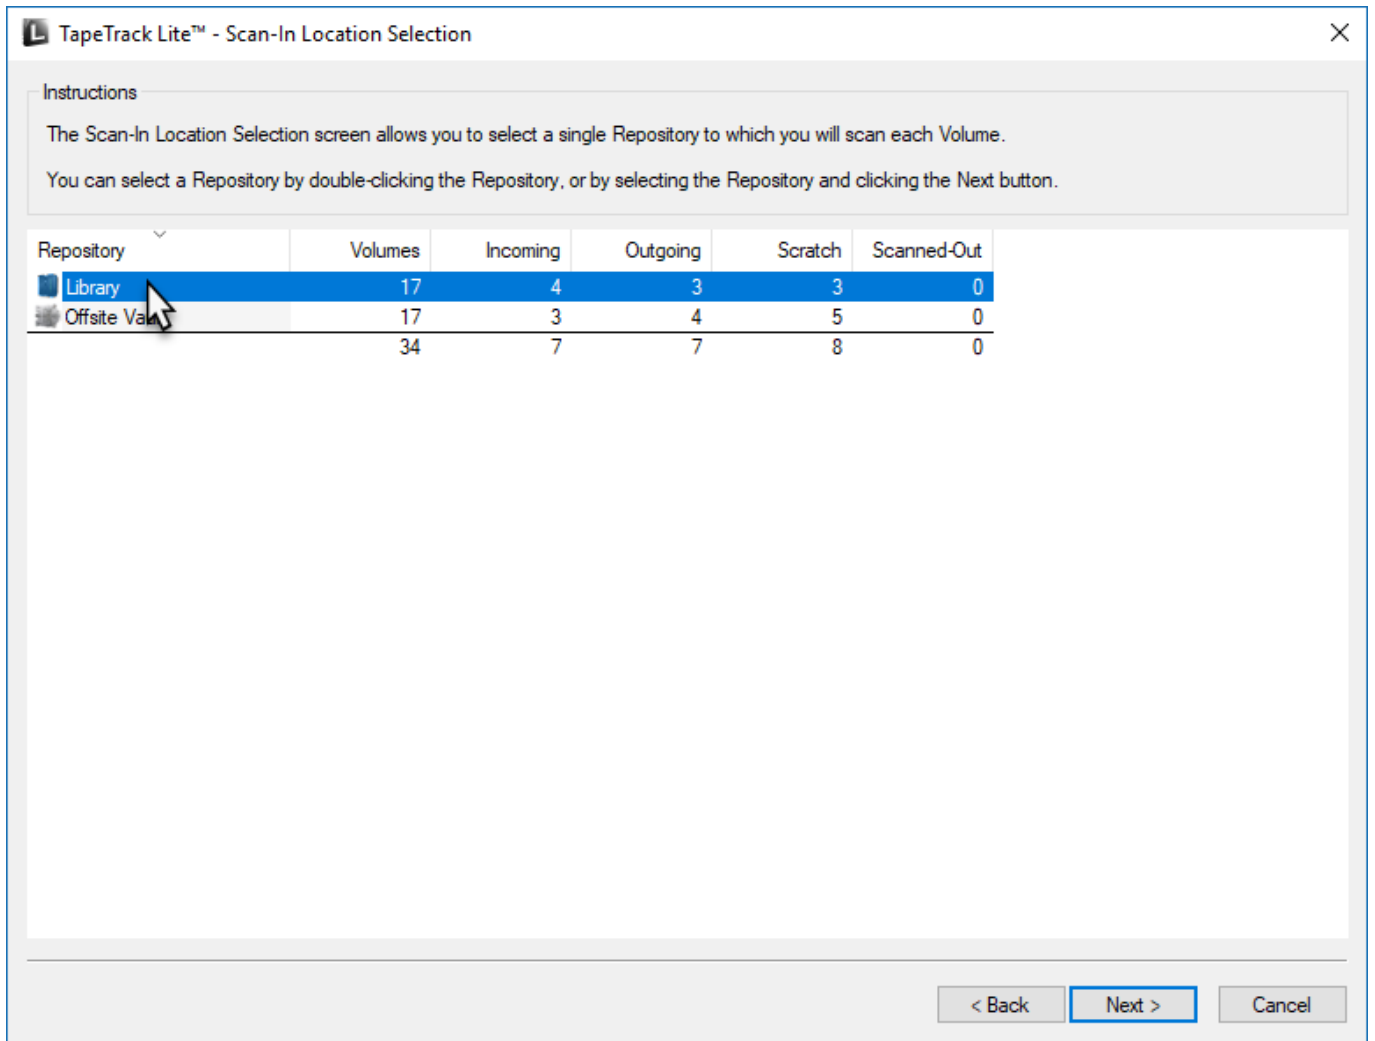 TapeTrack Lite™ - Scan-In Location Selection
Instructions
The Scan-In Location Selection screen allows you to select a single Repository to which you will scan each Volume.
You can select a Repository by double-clicking the Repository, or by selecting the Repository and clicking the Next button.
Repository Volumes Incoming Outgoing Scratch Scanned-Out
Library 17 4 3 3 0
Offsite 17 3 4 5 0
34 7 7 8 0
< Back Next > Cancel